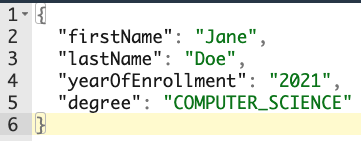 1 {
2 "firstName": "Jane",
3 "lastName": "Doe",
4 "yearOfEnrollment": "2021",
5 "degree": "COMPUTER_SCIENCE"
6 }